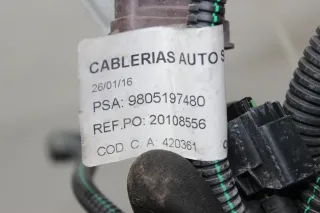 CABLERIAS AUTO S
26/01/16
PSA: 9805197480
REF.PO: 20108556
COD. C. A: 420361